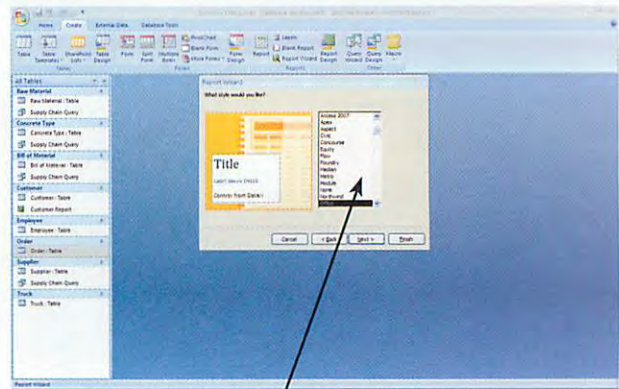 Home Create External Data Database Tools
Table Table Templates SharePoint Lists Table Design Form Split Form Multiple Items PivotChart Blank Form More Forms Form Design Report Labels Blank Report Report Wizard Report Design Query Wizard Query Design Macro
Tables Forms Reports Other
All Tables
Raw Material
Raw Material : Table
Supply Chain Query
Concrete Type
Concrete Type : Table
Supply Chain Query
Bill of Material
Bill of Material : Table
Supply Chain Query
Customer
Customer : Table
Customer Report
Employee
Employee : Table
Order
Order : Table
Supplier
Supplier : Table
Supply Chain Query
Truck
Truck : Table
Report Wizard
What style would you like?
Title
Label above Detail
Control from Detail
Access 2007
Apex
Aspect
Civic
Concourse
Equity
Flow
Foundry
Median
Metro
Module
None
Northwind
Office
Cancel < Back Next > Finish
Report Wizard